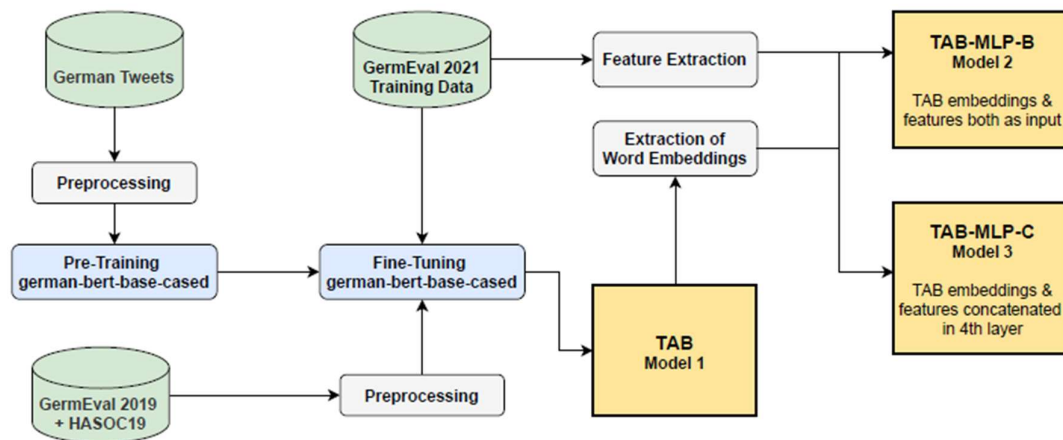 German Tweets
GermEval 2021
Training Data
Feature Extraction
TAB-MLP-B
Model 2
TAB embeddings &
features both as input
Extraction of
Word Embeddings
Preprocessing
Pre-Training
german-bert-base-cased
Fine-Tuning
german-bert-base-cased
TAB-MLP-C
Model 3
TAB embeddings &
features concatenated
in 4th layer
TAB
Model 1
GermEval 2019
+ HASOC19
Preprocessing